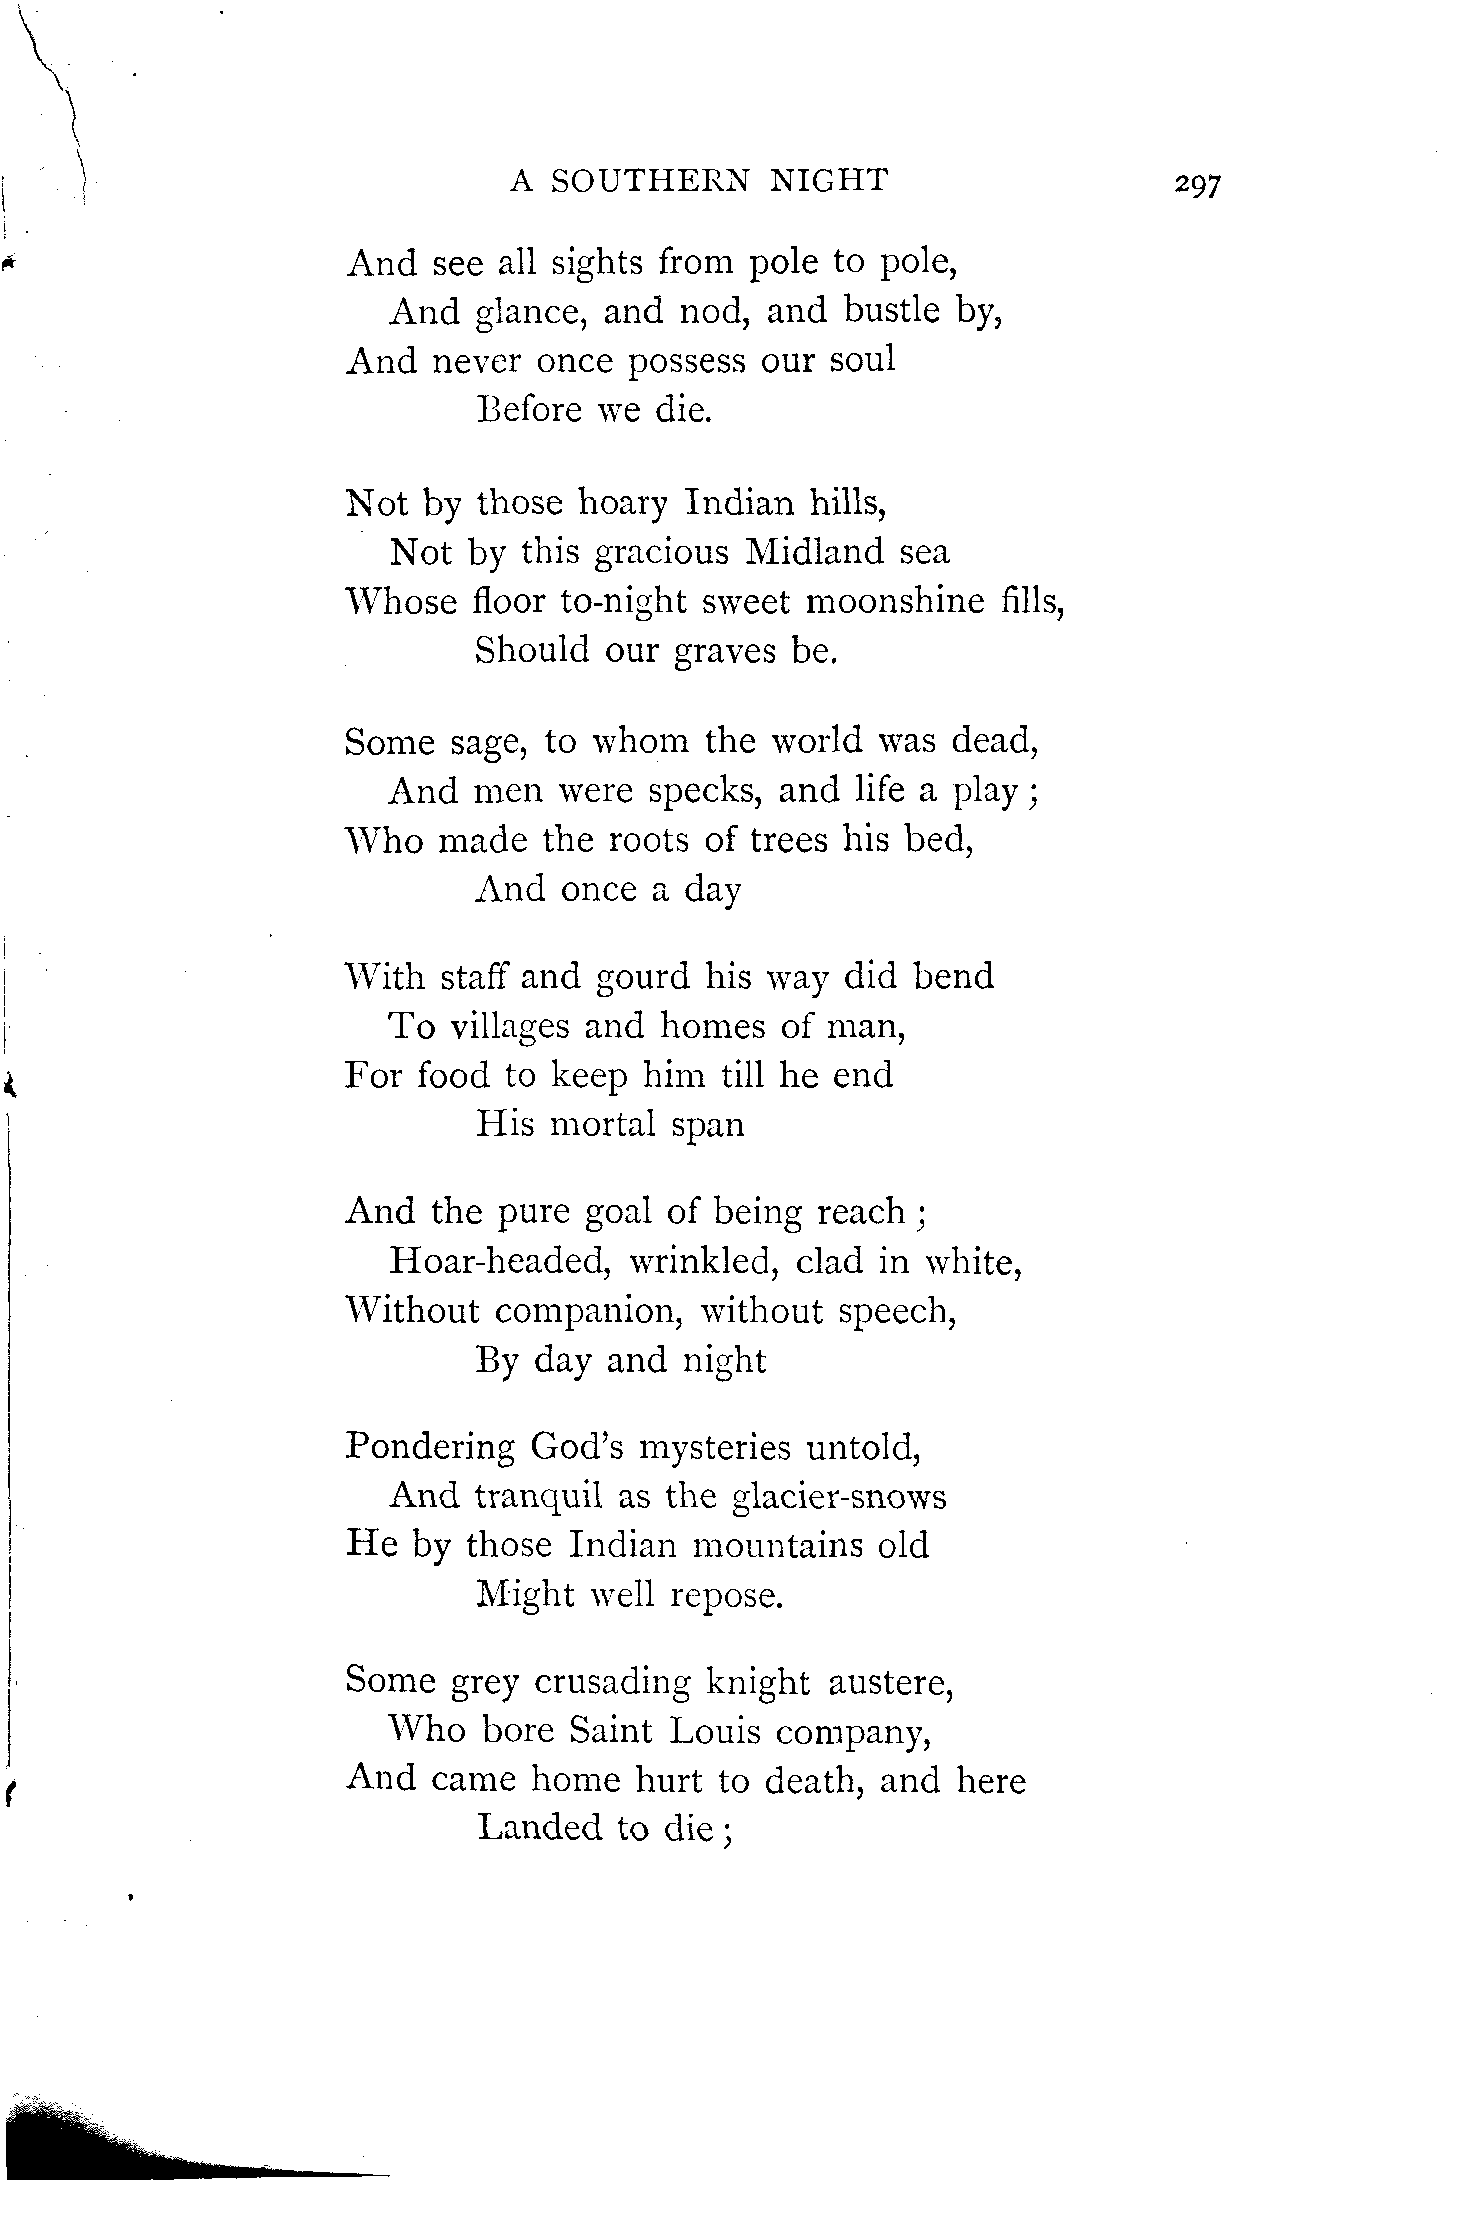 A SOUTHERN NIGHT 297
And see all sights from pole to pole,
And glance, and nod, and bustle by,
And never once possess our soul
Before we die.
Not by those hoary Indian hills,
Not by this gracious Midland sea
Whose floor to-night sweet moonshine fills,
Should our graves be.
Some sage, to whom the world was dead,
And men were specks, and life a play ;
Who made the roots of trees his bed,
And once a day
With staff and gourd his way did bend
To villages and homes of man,
For food to keep him till he end
His mortal span
And the pure goal of being reach ;
Hoar-headed, wrinkled, clad in white,
Without companion, without speech,
By day and night
Pondering God's mysteries untold,
And tranquil as the glacier-snows
He by those Indian mountains old
Might well repose.
Some grey crusading knight austere,
Who bore Saint Louis company,
And came home hurt to death, and here
Landed to die ;